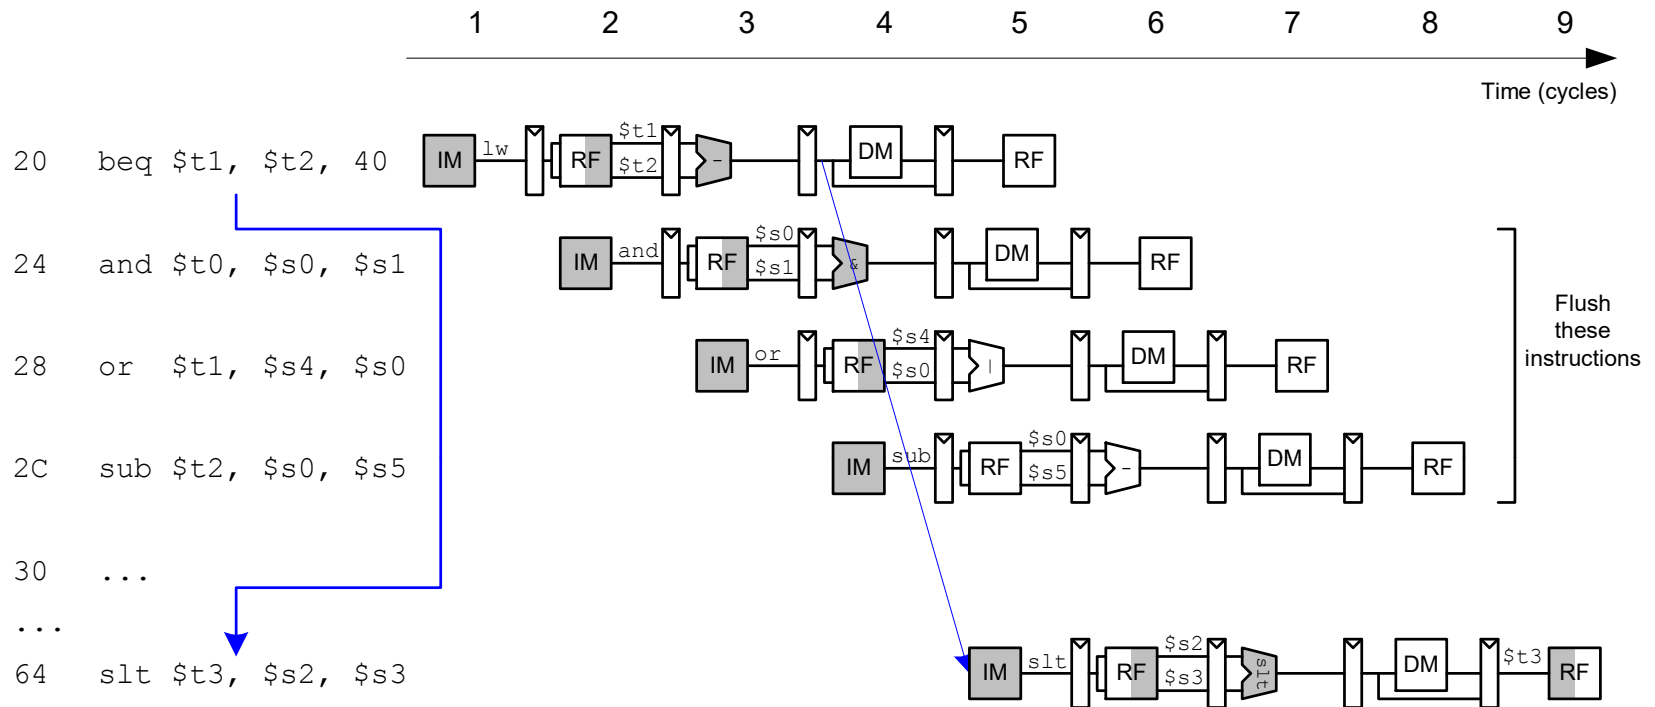 1 2 3 4 5 6 7 8 9
Time (cycles)
20 beq $t1, $t2, 40 IM lw RF $t1 $t2 - DM RF
24 and $t0, $s0, $s1 IM and RF $s0 $s1 & DM RF
28 or $t1, $s4, $s0 IM or RF $s4 $s0 | DM RF
2C sub $t2, $s0, $s5 IM sub RF $s0 $s5 - DM RF
Flush
these
instructions
30 ...
...
64 slt $t3, $s2, $s3 IM slt RF $s2 $s3 slt DM $t3 RF